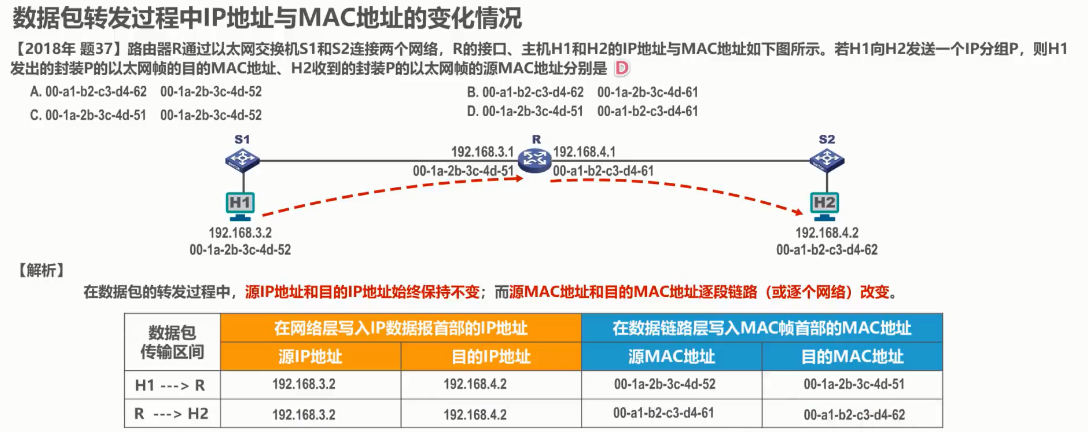 数据包转发过程中IP地址与MAC地址的变化情况
【2018年 题37】路由器R通过以太网交换机S1和S2连接两个网络，R的接口、主机H1和H2的IP地址与MAC地址如下图所示。若H1向H2发送一个IP分组P，则H1
发出的封装P的以太网帧的目的MAC地址、H2收到的封装P的以太网帧的源MAC地址分别是 D
A. 00-a1-b2-c3-d4-62 00-1a-2b-3c-4d-52
B. 00-a1-b2-c3-d4-62 00-1a-2b-3c-4d-61
C. 00-1a-2b-3c-4d-51 00-1a-2b-3c-4d-52
D. 00-1a-2b-3c-4d-51 00-a1-b2-c3-d4-61
S1 R S2
192.168.3.1 192.168.4.1
00-1a-2b-3c-4d-51 00-a1-b2-c3-d4-61
H1 H2
192.168.3.2 192.168.4.2
00-1a-2b-3c-4d-52 00-a1-b2-c3-d4-62
【解析】
在数据包的转发过程中，源IP地址和目的IP地址始终保持不变；而源MAC地址和目的MAC地址逐段链路（或逐个网络）改变。
数据包
传输区间
在网络层写入IP数据报首部的IP地址 在数据链路层写入MAC帧首部的MAC地址
源IP地址 目的IP地址 源MAC地址 目的MAC地址
H1 ---> R 192.168.3.2 192.168.4.2 00-1a-2b-3c-4d-52 00-1a-2b-3c-4d-51
R ---> H2 192.168.3.2 192.168.4.2 00-a1-b2-c3-d4-61 00-a1-b2-c3-d4-62